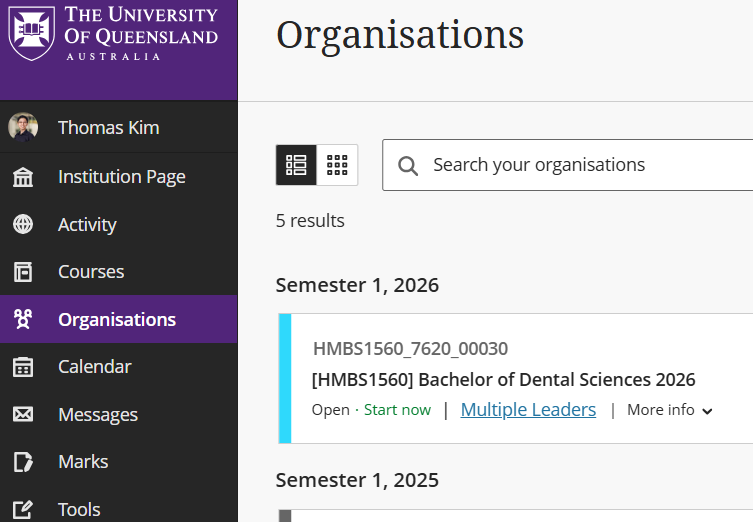 THE UNIVERSITY
OF QUEENSLAND
AUSTRALIA
Organisations
Thomas Kim
Institution Page
Activity
Courses
Organisations
Calendar
Messages
Marks
Tools
Search your organisations
5 results
Semester 1, 2026
HMBS1560_7620_00030
[HMBS1560] Bachelor of Dental Sciences 2026
Open · Start now | Multiple Leaders | More info
Semester 1, 2025